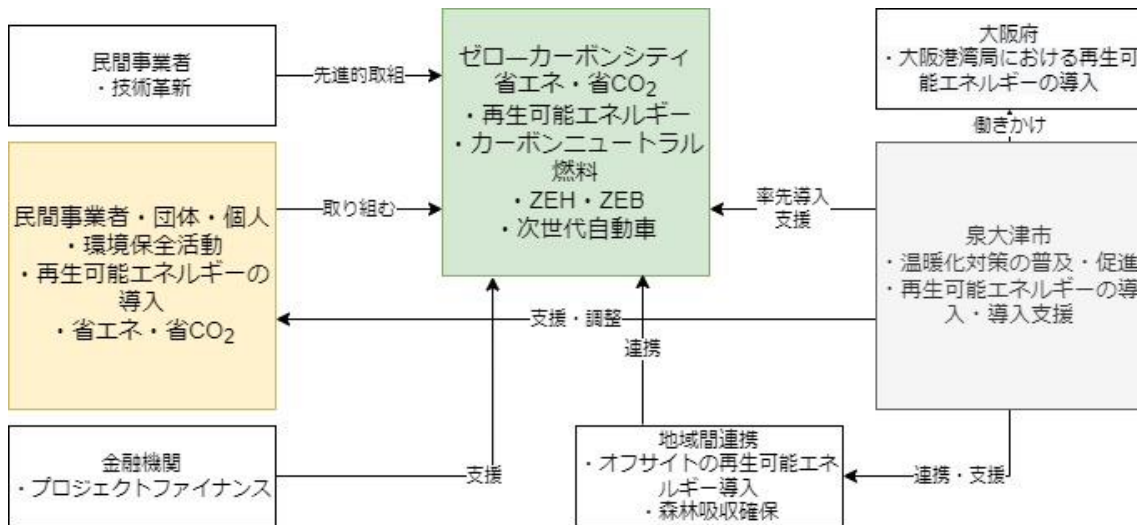 民間事業者
・技術革新
先進的取組
ゼローカーボンシティ
省エネ・省CO2
・再生可能エネルギー
・カーボンニュートラル
燃料
・ZEH・ZEB
・次世代自動車
大阪府
・大阪港湾局における再生可
能エネルギーの導入
働きかけ
民間事業者・団体・個人
・環境保全活動
・再生可能エネルギーの
導入
・省エネ・省CO2
取り組む
率先導入
支援
泉大津市
・温暖化対策の普及・促進
・再生可能エネルギーの導
入・導入支援
支援・調整
連携
金融機関
・プロジェクトファイナンス
支援
地域間連携
・オフサイトの再生可能エネ
ルギー導入
・森林吸収確保
連携・支援